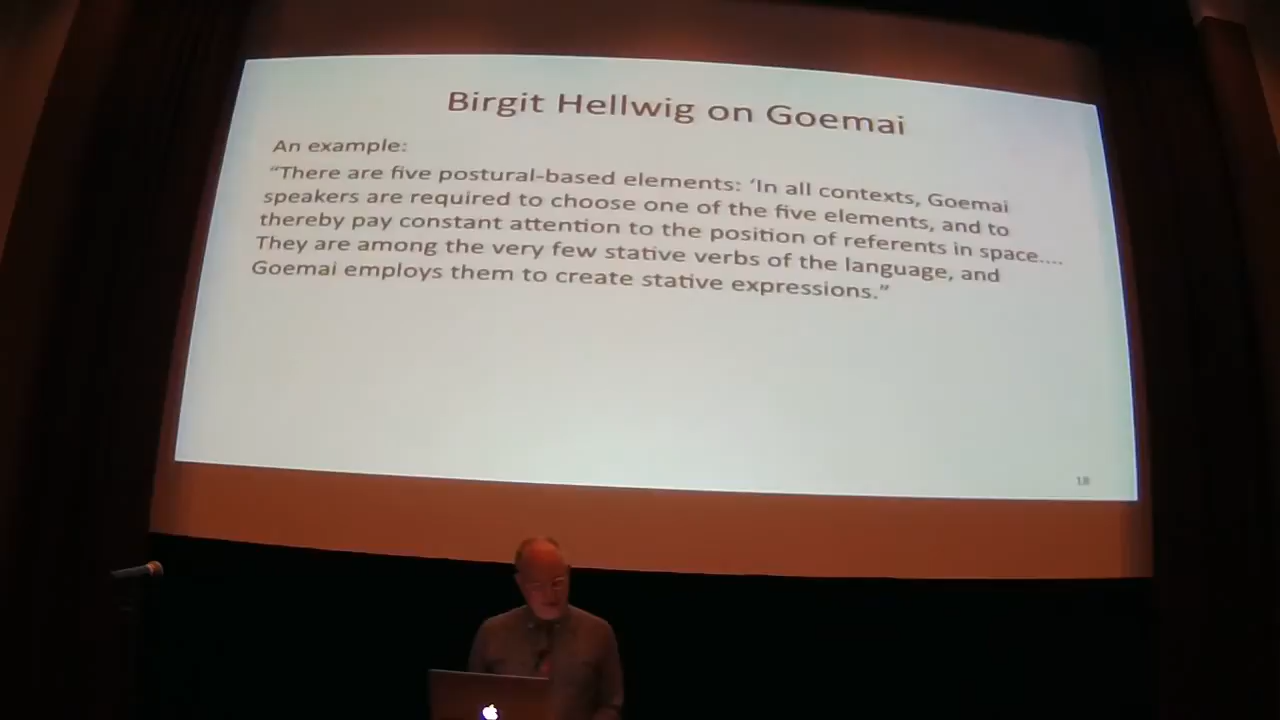 Birgit Hellwig on Goemai
An example:
“There are five postural-based elements: ‘In all contexts, Goemai
speakers are required to choose one of the five elements, and to
thereby pay constant attention to the position of referents in space....
They are among the very few stative verbs of the language, and
Goemai employs them to create stative expressions.”
18